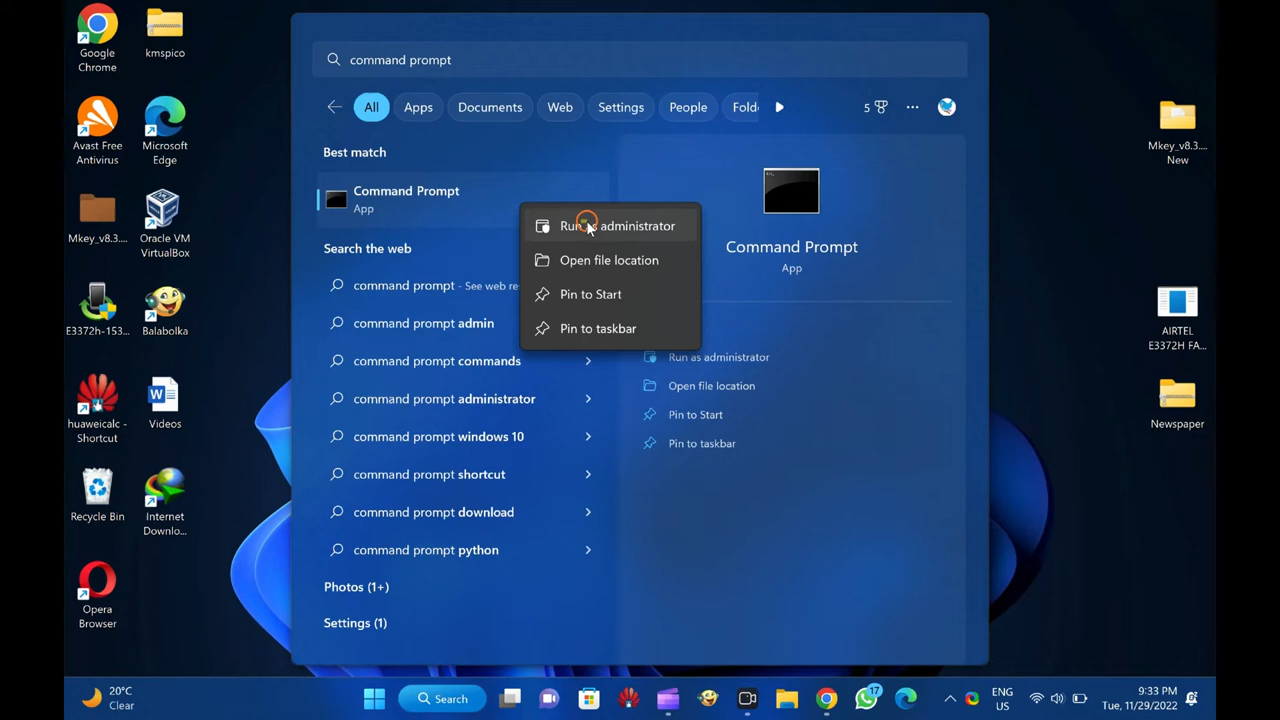 Google
Chrome
kmspico
Avast Free
Antivirus
Microsoft
Edge
Mkey_v8.3....
Oracle VM
VirtualBox
E3372h-153...
Balabolka
huaweicalc -
Shortcut
Videos
Recycle Bin
Internet
Downlo...
Opera
Browser
command prompt
All
Apps
Documents
Web
Settings
People
Folde
5
Best match
Command Prompt
App
Search the web
command prompt - See web re
command prompt admin
command prompt commands
command prompt administrator
command prompt windows 10
command prompt shortcut
command prompt download
command prompt python
Photos (1+)
Settings (1)
Run as administrator
Open file location
Pin to Start
Pin to taskbar
Command Prompt
App
Run as administrator
Open file location
Pin to Start
Pin to taskbar
Mkey_v8.3....
New
AIRTEL
E3372H FA...
Newspaper
20°C
Clear
Search
17
ENG
US
9:33 PM
Tue, 11/29/2022